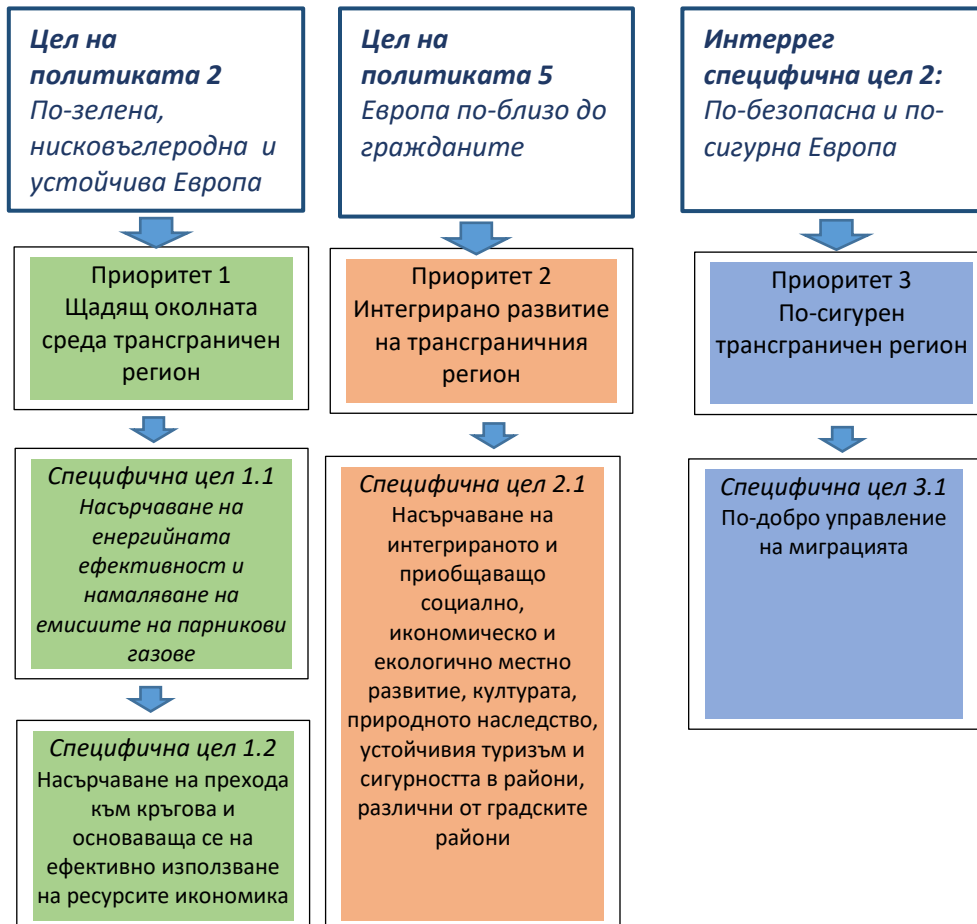 Цел на
политиката 2
По-зелена,
нисковъглеродна и
устойчива Европа
Приоритет 1
Щадящ околната
среда трансграничен
регион
Специфична цел 1.1
Насърчаване на
енергийната
ефективност и
намаляване на
емисиите на парникови
газове
Специфична цел 1.2
Насърчаване на прехода
към кръгова и
основаваща се на
ефективно използване
на ресурсите икономика
Цел на
политиката 5
Европа по-близо до
гражданите
Приоритет 2
Интегрирано развитие
на трансграничния
регион
Специфична цел 2.1
Насърчаване на
интегрираното и
приобщаващо
социално,
икономическо и
екологично местно
развитие, културата,
природното наследство,
устойчивия туризъм и
сигурността в райони,
различни от градските
райони
Интеррег
специфична цел 2:
По-безопасна и по-
сигурна Европа
Приоритет 3
По-сигурен
трансграничен регион
Специфична цел 3.1
По-добро управление
на миграцията